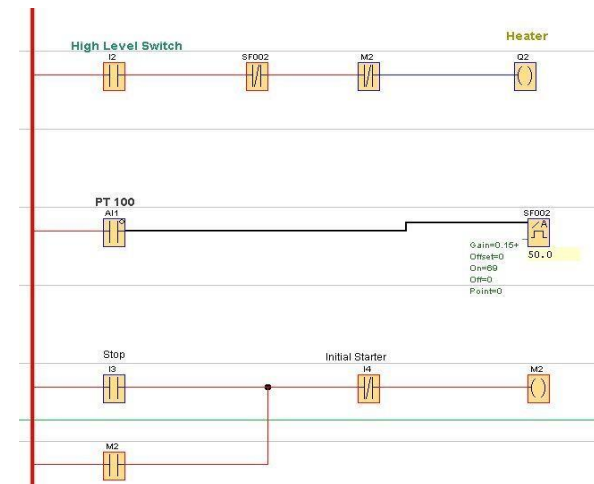 Heater
High Level Switch
I2
SF002
M2
Q2
PT 100
AI1
SF002
A
Gain=0.15+
Offset=0
On=69
Off=0
Point=0
50.0
Stop
Initial Starter
I3
I4
M2
M2